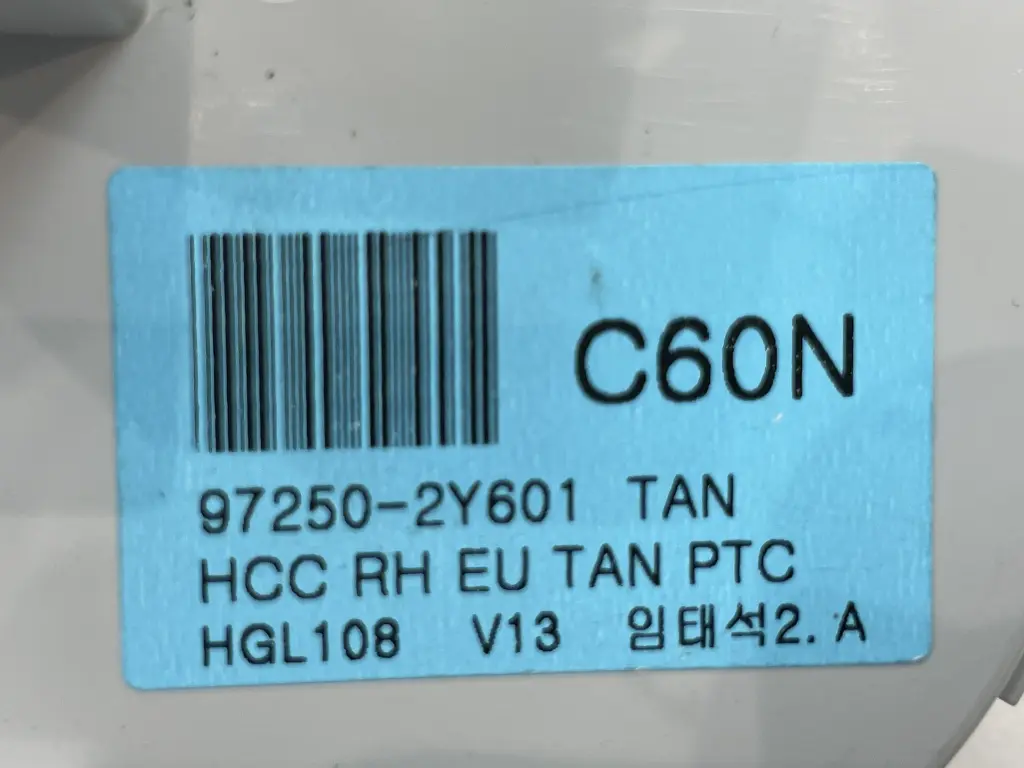 C60N
97250-2Y601 TAN
HCC RH EU TAN PTC
HGL108 V13 임태석2. A